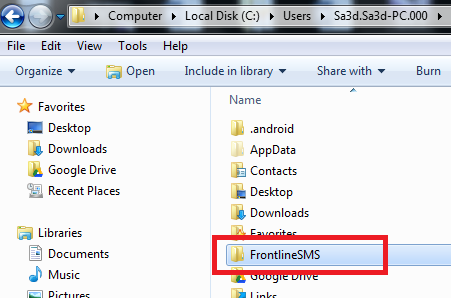 Computer ▸ Local Disk (C:) ▸ Users ▸ Sa3d.Sa3d-PC.000 ▸
File Edit View Tools Help
Organize ▾ Open Include in library ▾ Share with ▾ Burn
Name
Favorites
Desktop
Downloads
Google Drive
Recent Places
Libraries
Documents
Music
Pictures
.android
AppData
Contacts
Desktop
Downloads
Favorites
FrontlineSMS
Google Drive
Links